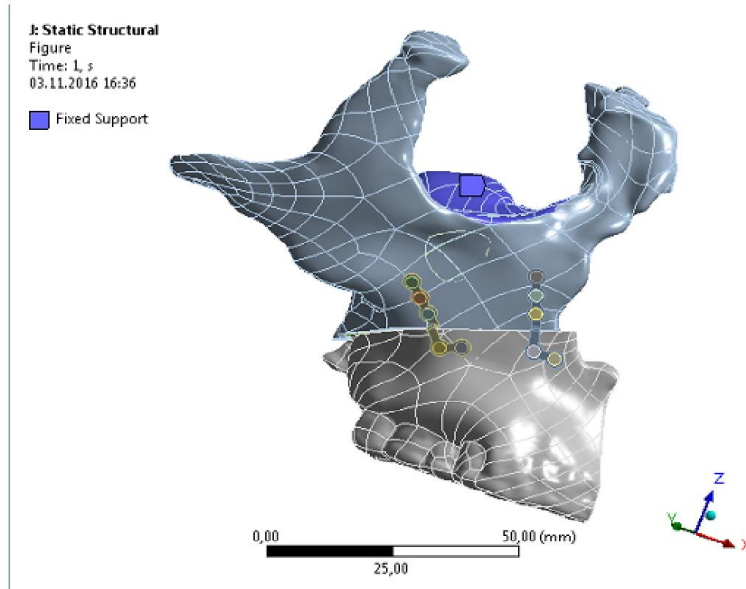 J: Static Structural
Figure
Time: 1, s
03.11.2016 16:36
Fixed Support
0,00
50,00 (mm)
25,00
Z
Y
X